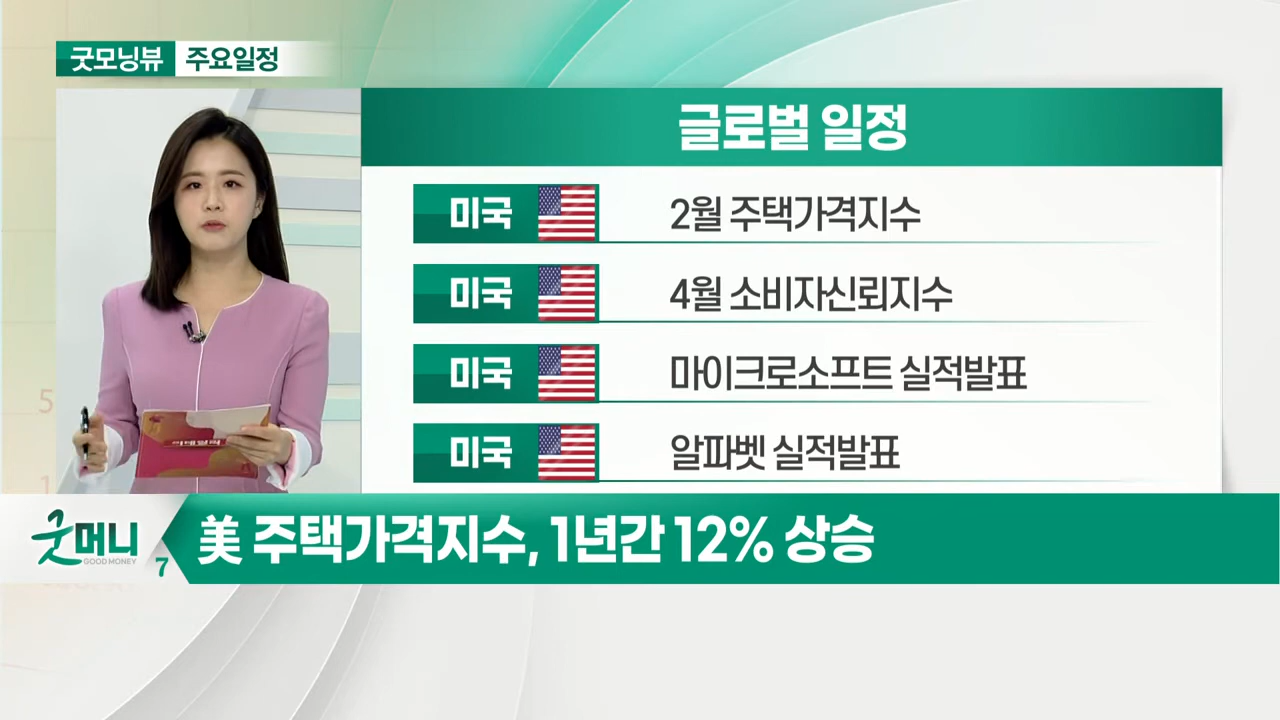 굿모닝뷰 주요일정
글로벌 일정
미국 2월 주택가격지수
미국 4월 소비자신뢰지수
미국 마이크로소프트 실적발표
미국 알파벳 실적발표
5
1
굿머니
GOOD MONEY
7
美 주택가격지수, 1년간 12% 상승